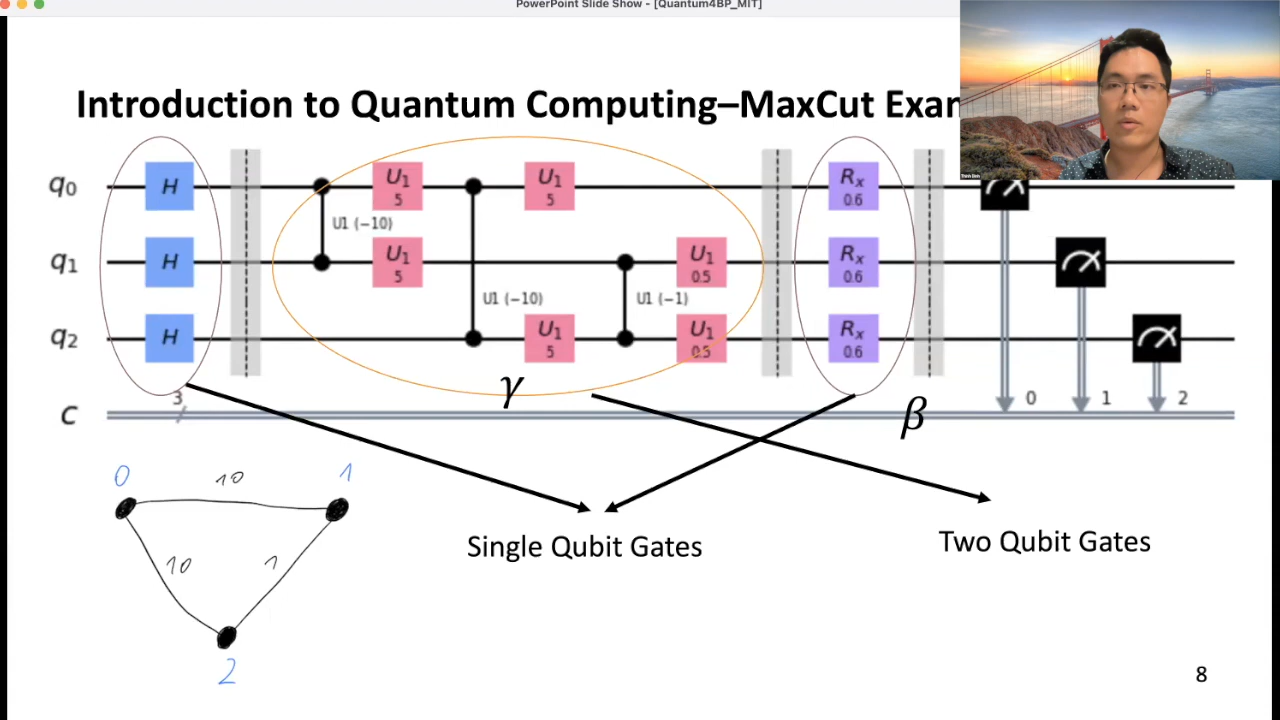 PowerPoint Slide Show - [Quantum4BP_MIT]
Introduction to Quantum Computing–MaxCut
q0 H U1 5 U1 5 Rx 0.6
U1 (−10)
q1 H U1 5 U1 0.5 Rx 0.6
U1 (−10) U1 (−1)
q2 H U1 5 U1 0.5 Rx 0.6
γ
3 0 1 2
C
β
0 10 1
10 1
2
Single Qubit Gates
Two Qubit Gates
8